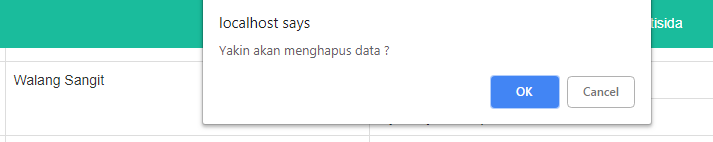 localhost says
tisida
Yakin akan menghapus data ?
Walang Sangit
OK
Cancel